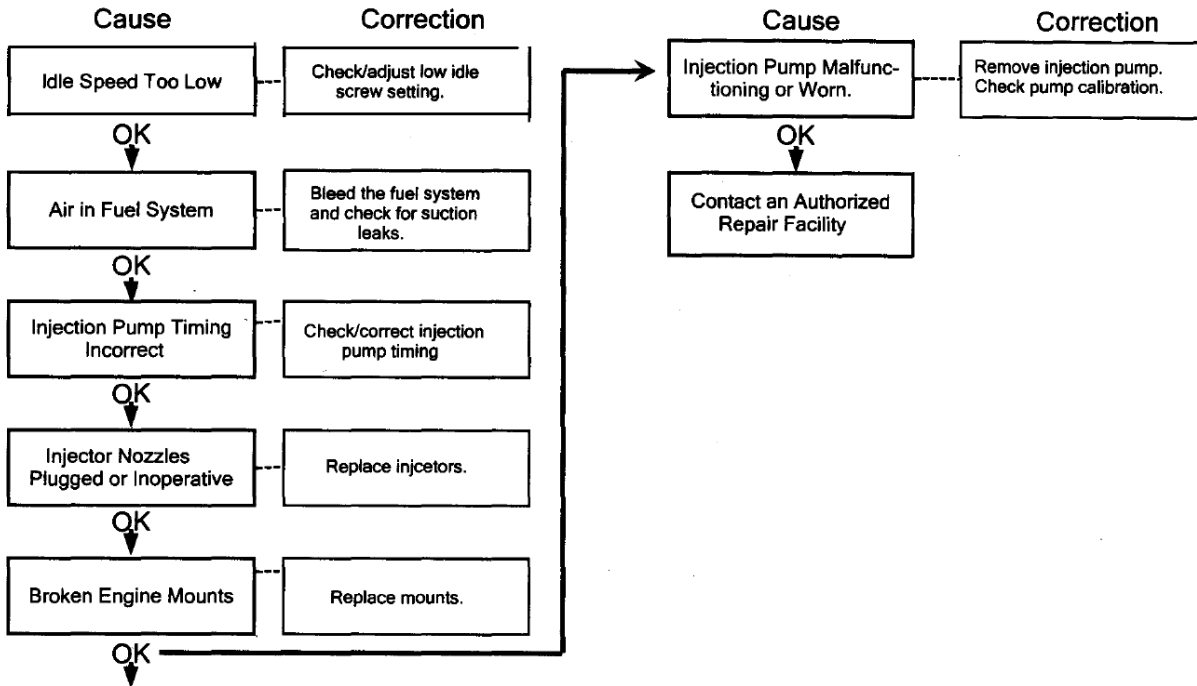 Cause
Correction
Idle Speed Too Low
Check/adjust low idle
screw setting.
OK
Air in Fuel System
Bleed the fuel system
and check for suction
leaks.
OK
Injection Pump Timing
Incorrect
Check/correct injection
pump timing
OK
Injector Nozzles
Plugged or Inoperative
Replace injcetors.
OK
Broken Engine Mounts
Replace mounts.
OK
Cause
Correction
Injection Pump Malfunc-
tioning or Worn.
Remove injection pump.
Check pump calibration.
OK
Contact an Authorized
Repair Facility